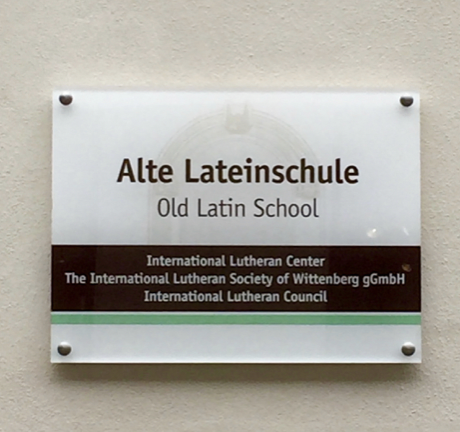 Alte Lateinschule
Old Latin School
International Lutheran Center
The International Lutheran Society of Wittenberg gGmbH
International Lutheran Council